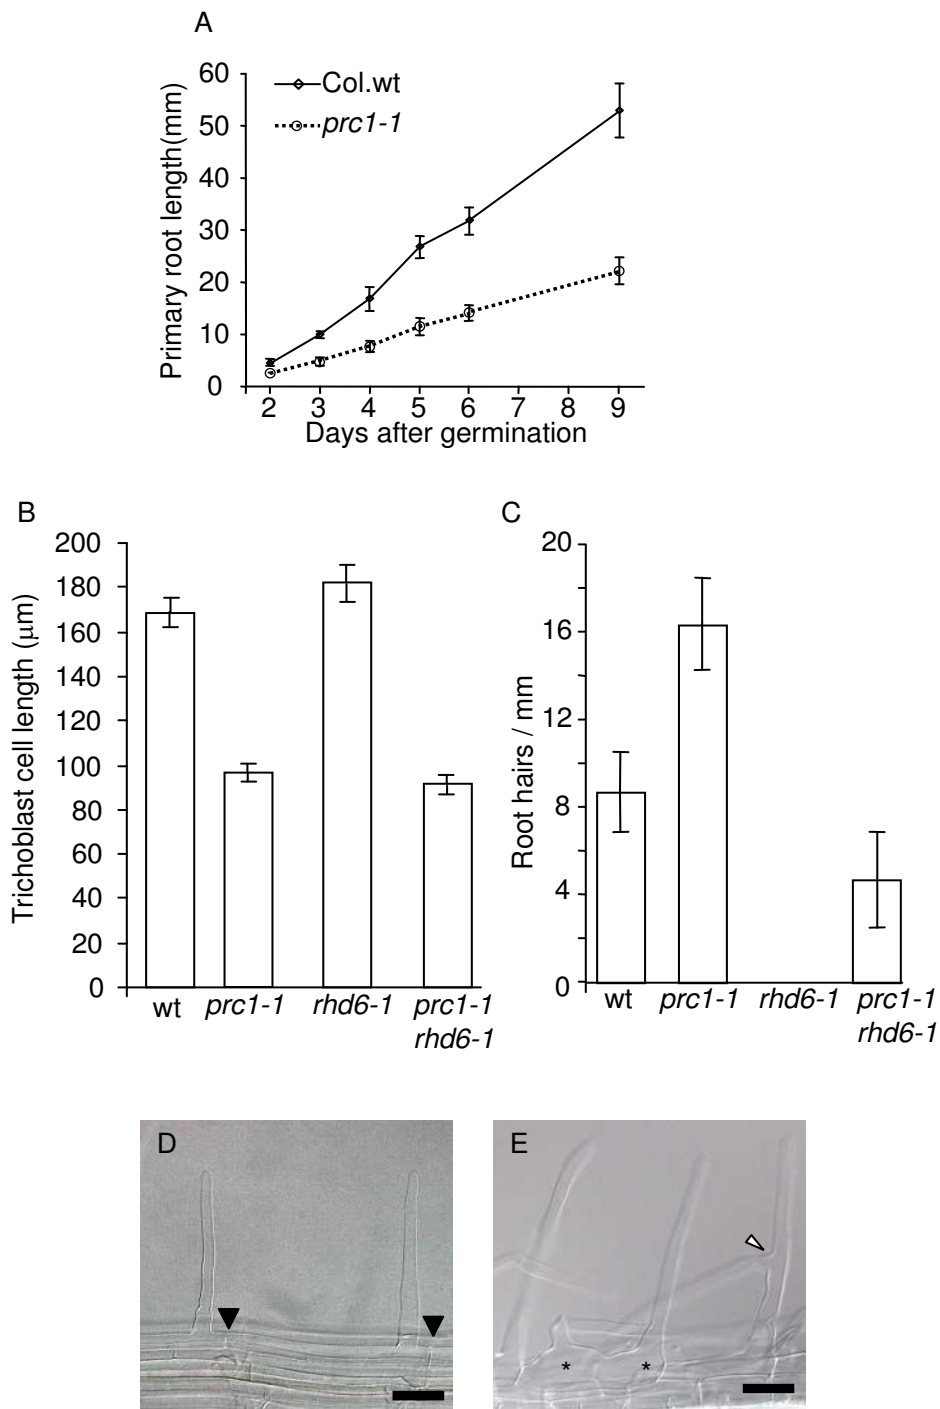 A
Primary root length(mm)
60
50
40
30
20
10
0
Col.wt
prc1-1
2 3 4 5 6 7 8 9
Days after germination
B
Trichoblast cell length (μm)
200
180
160
140
120
100
80
60
40
20
0
wt prc1-1 rhd6-1 prc1-1
rhd6-1
C
Root hairs / mm
20
16
12
8
4
0
wt prc1-1 rhd6-1 prc1-1
rhd6-1
D
E
*
*